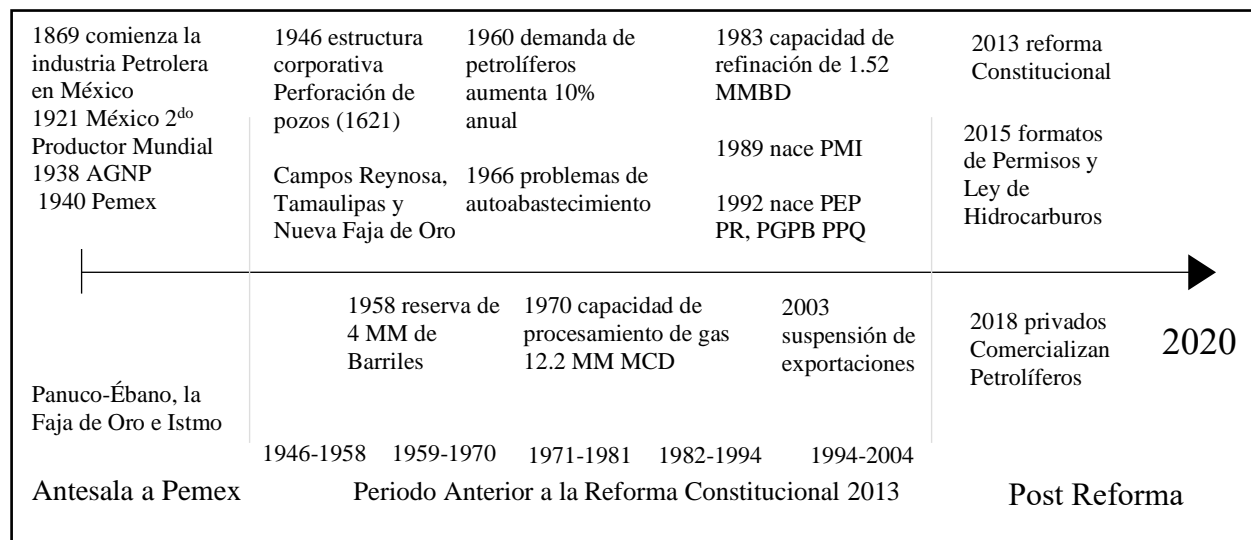 1869 comienza la
industria Petrolera
en México
1921 México 2do
Productor Mundial
1938 AGNP
1940 Pemex
1946 estructura
corporativa
Perforación de
pozos (1621)
Campos Reynosa,
Tamaulipas y
Nueva Faja de Oro
1960 demanda de
petrolíferos
aumenta 10%
anual
1966 problemas de
autoabastecimiento
1983 capacidad de
refinación de 1.52
MMBD
1989 nace PMI
1992 nace PEP
PR, PGPB PPQ
2013 reforma
Constitucional
2015 formatos
de Permisos y
Ley de
Hidrocarburos
Panuco-Ébano, la
Faja de Oro e Istmo
1958 reserva de
4 MM de
Barriles
1970 capacidad de
procesamiento de gas
12.2 MM MCD
2003
suspensión de
exportaciones
2018 privados
Comercializan
Petrolíferos
2020
1946-1958 1959-1970 1971-1981 1982-1994 1994-2004
Antesala a Pemex
Periodo Anterior a la Reforma Constitucional 2013
Post Reforma